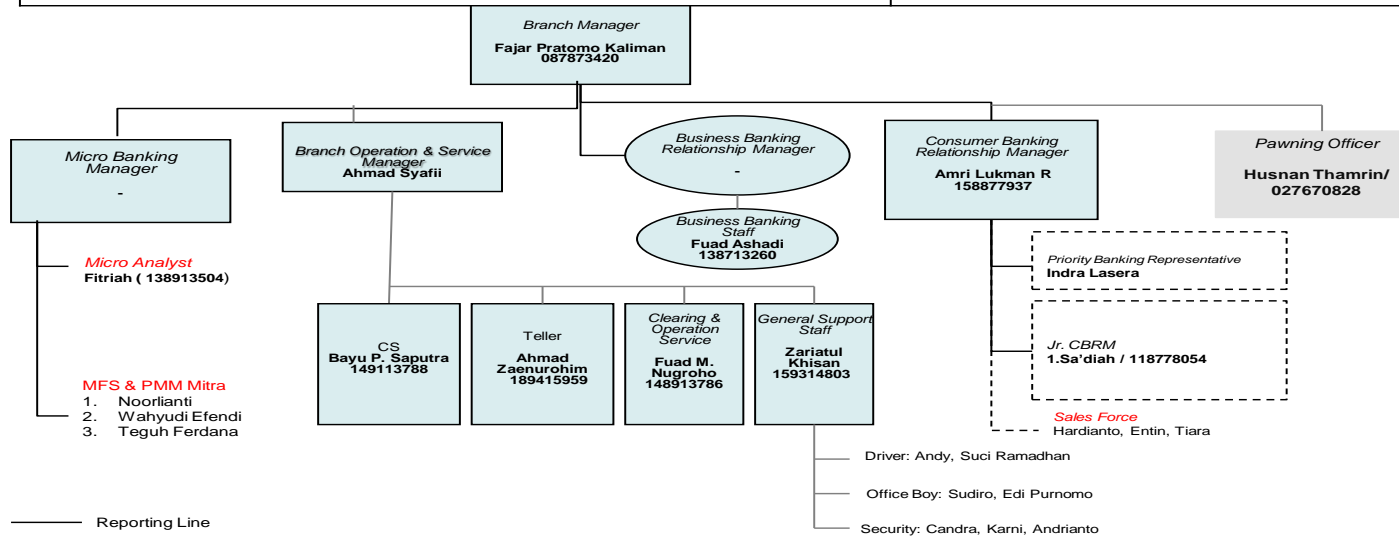 Branch Manager
Fajar Pratomo Kaliman
087873420
Micro Banking
Manager
-
Branch Operation & Service
Manager
Ahmad Syafii
Business Banking
Relationship Manager
-
Consumer Banking
Relationship Manager
Amri Lukman R
158877937
Pawning Officer
Husnan Thamrin/
027670828
Business Banking
Staff
Fuad Ashadi
138713260
Micro Analyst
Fitriah ( 138913504)
Priority Banking Representative
Indra Lasera
CS
Bayu P. Saputra
149113788
Teller
Ahmad
Zaenurohim
189415959
Clearing &
Operation
Service
Fuad M.
Nugroho
148913786
General Support
Staff
Zariatul
Khisan
159314803
Jr. CBRM
1.Sa'diah / 118778054
MFS & PMM Mitra
1. Noorlianti
2. Wahyudi Efendi
3. Teguh Ferdana
Sales Force
Hardianto, Entin, Tiara
Driver: Andy, Suci Ramadhan
Office Boy: Sudiro, Edi Purnomo
Security: Candra, Karni, Andrianto
Reporting Line